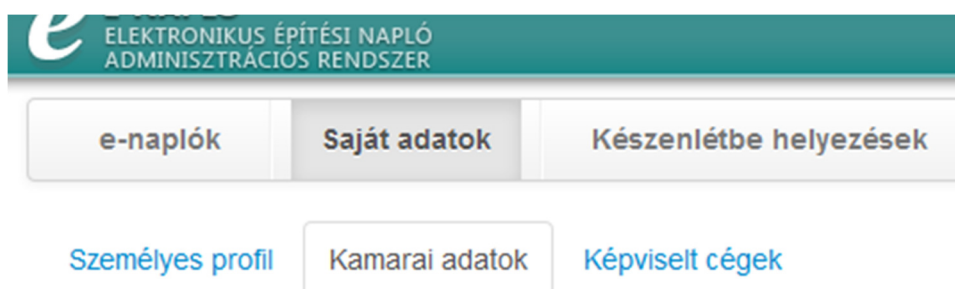 e
ELEKTRONIKUS ÉPÍTÉSI NAPLÓ
ADMINISZTRÁCIÓS RENDSZER
e-naplók Saját adatok Készenlétbe helyezések
Személyes profil Kamarai adatok Képviselt cégek